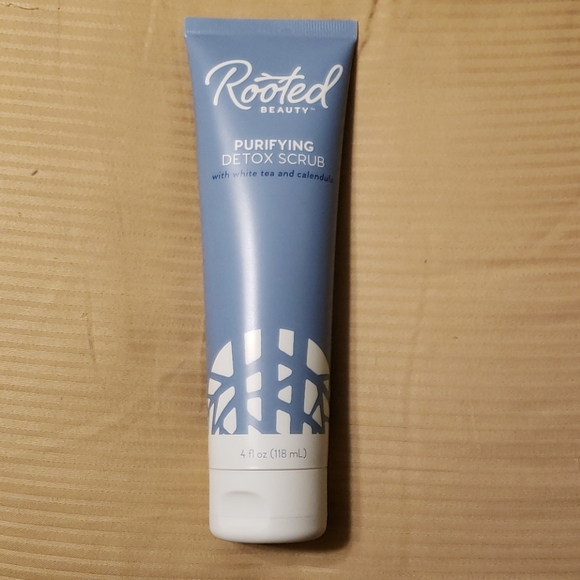 Rooted
BEAUTY™
PURIFYING
DETOX SCRUB
with white tea and calendula
4 fl oz (118 mL)